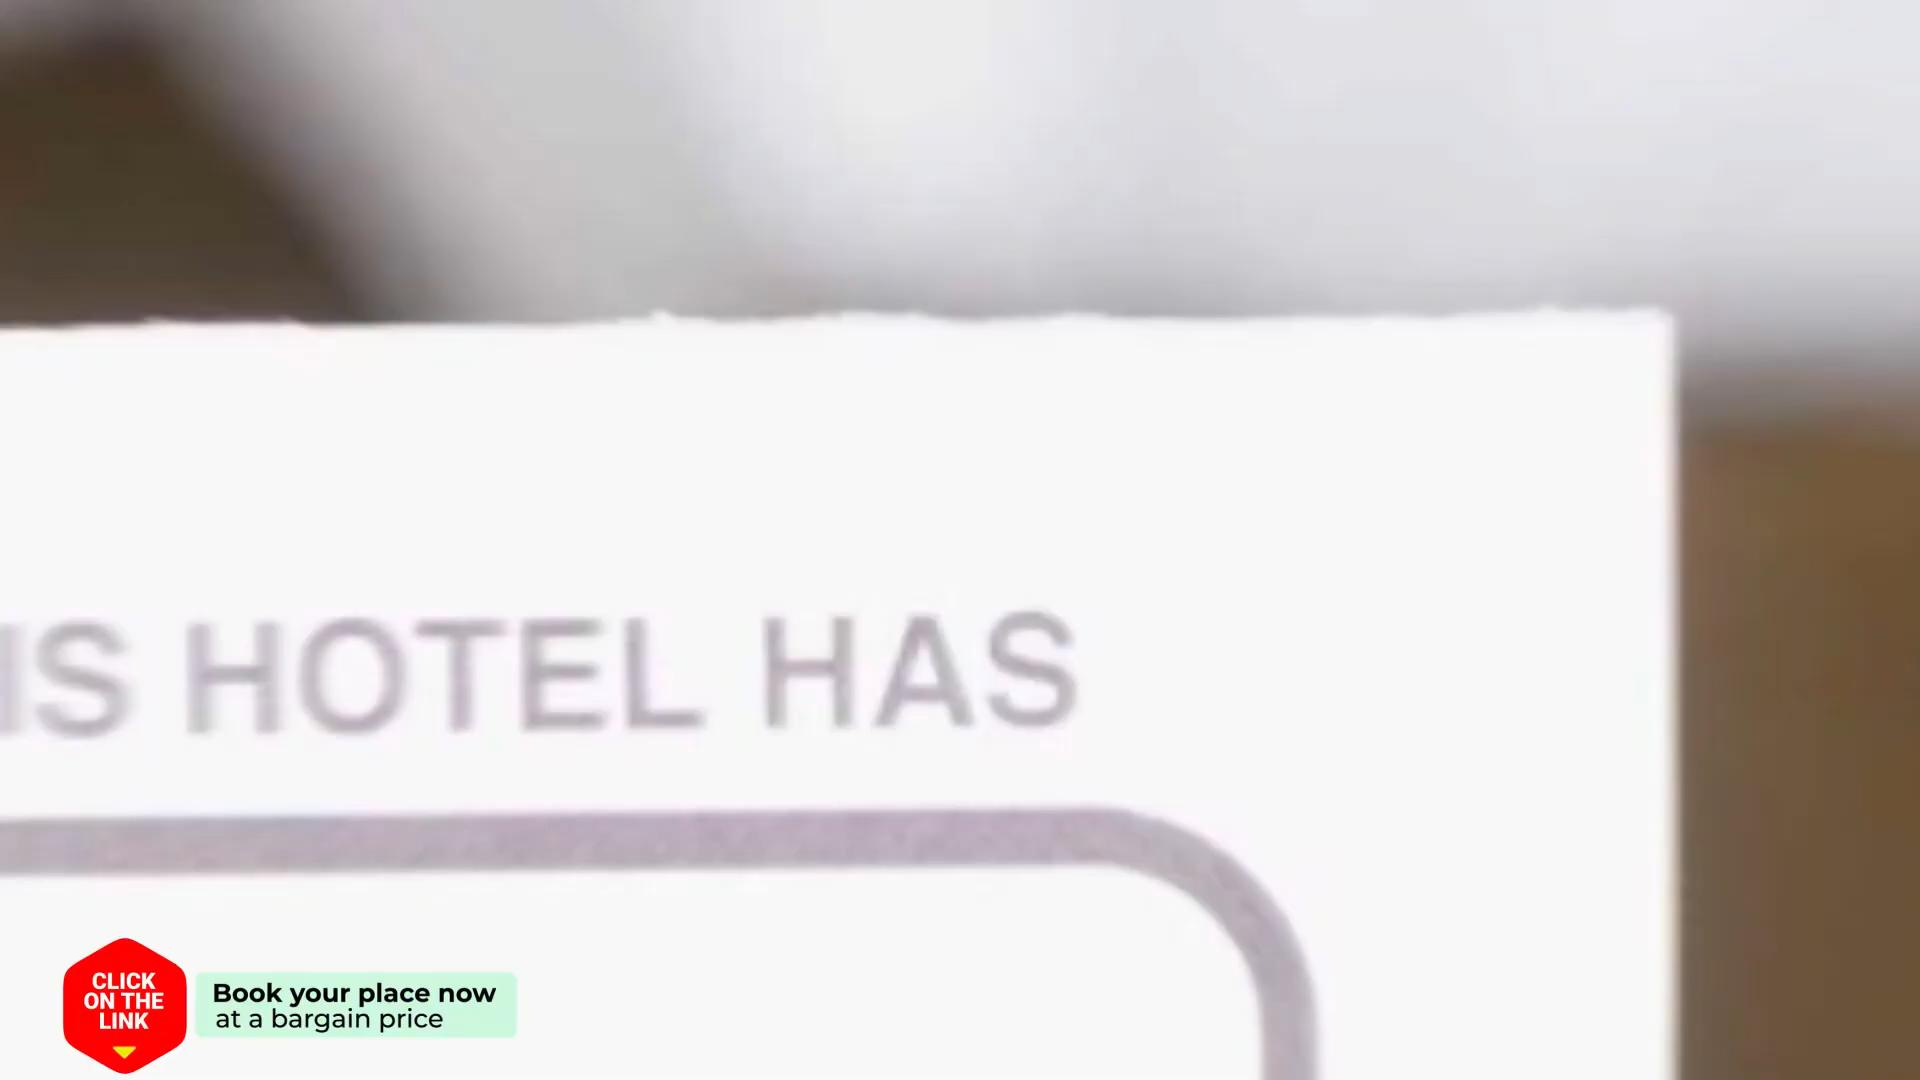 IS HOTEL HAS
CLICK
ON THE
LINK
Book your place now
at a bargain price